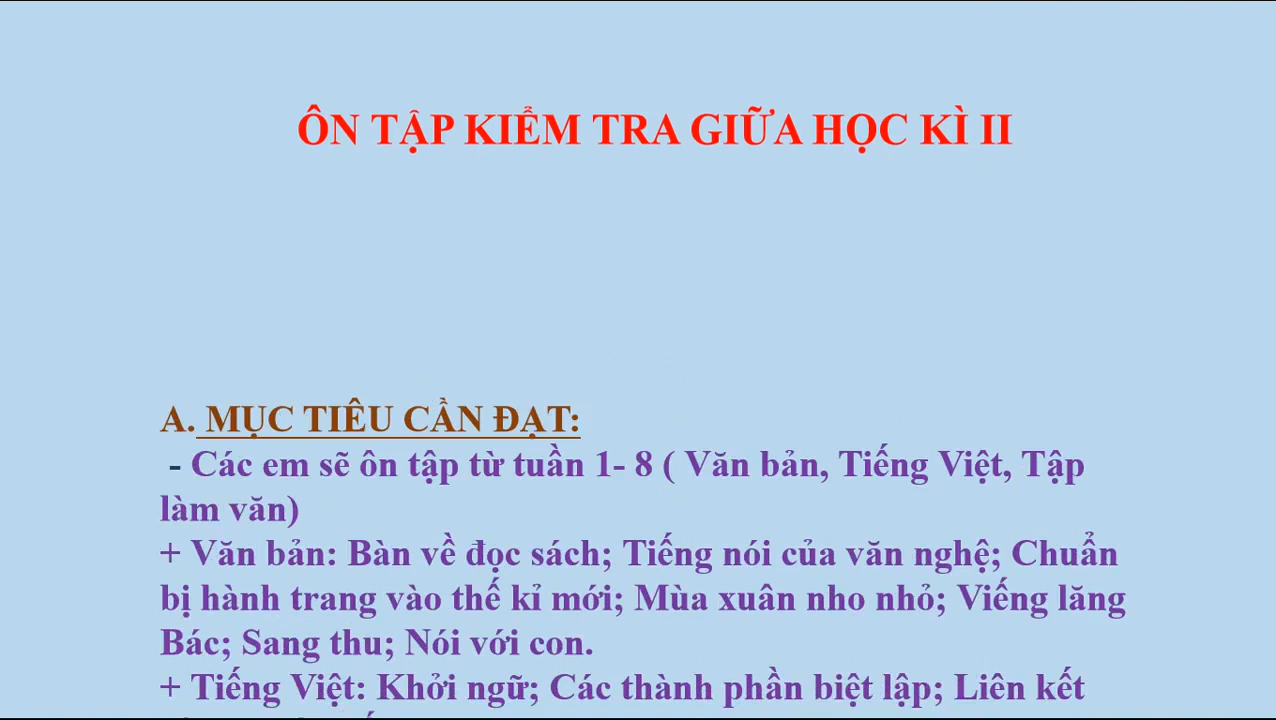 ÔN TẬP KIỂM TRA GIỮA HỌC KÌ II
A. MỤC TIÊU CẦN ĐẠT:
- Các em sẽ ôn tập từ tuần 1- 8 ( Văn bản, Tiếng Việt, Tập
làm văn)
+ Văn bản: Bàn về đọc sách; Tiếng nói của văn nghệ; Chuẩn
bị hành trang vào thế kỉ mới; Mùa xuân nho nhỏ; Viếng lăng
Bác; Sang thu; Nói với con.
+ Tiếng Việt: Khởi ngữ; Các thành phần biệt lập; Liên kết